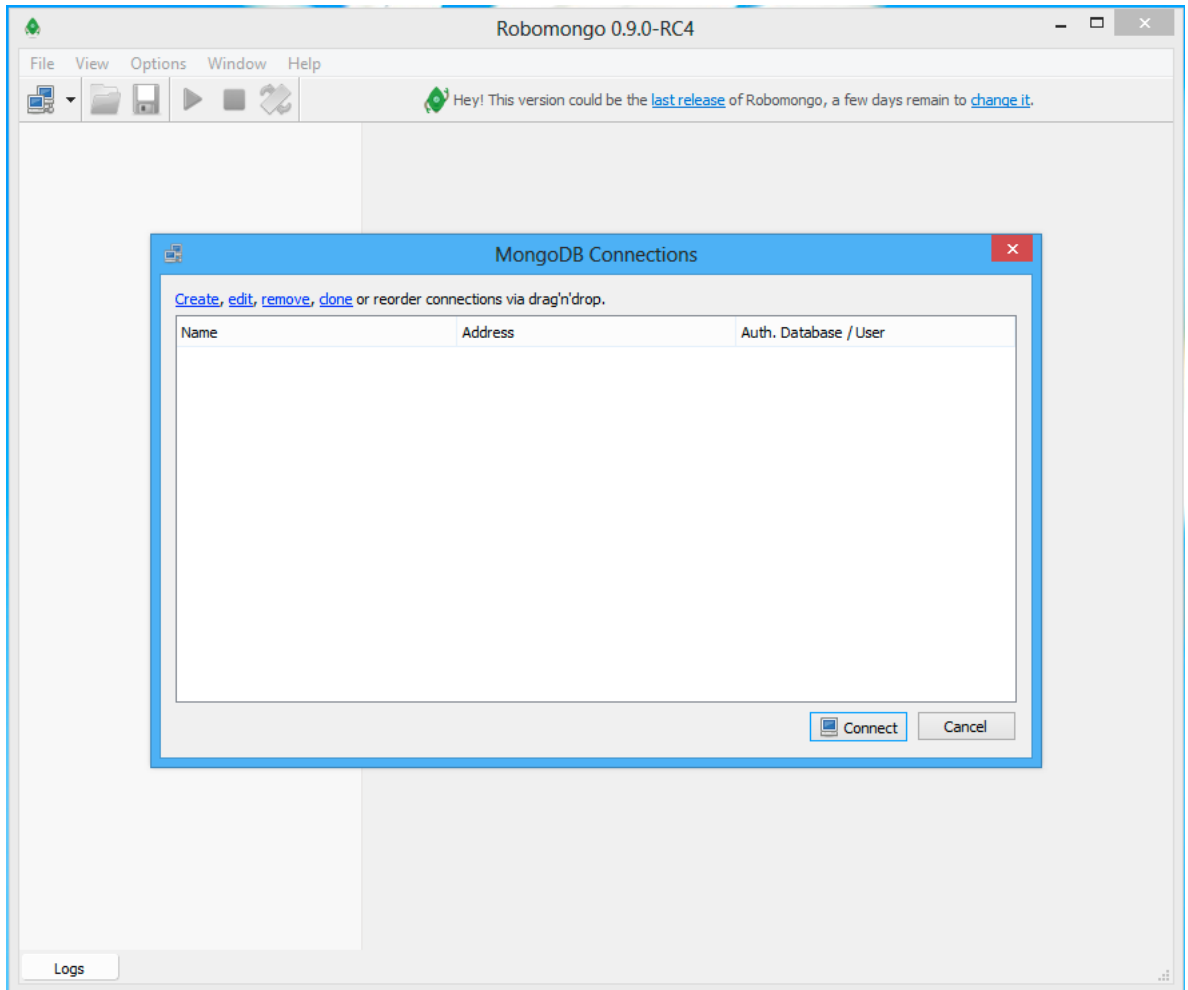 Robomongo 0.9.0-RC4
File View Options Window Help
Hey! This version could be the last release of Robomongo, a few days remain to change it.
MongoDB Connections
Create, edit, remove, clone or reorder connections via drag'n'drop.
Name Address Auth. Database / User
Connect Cancel
Logs